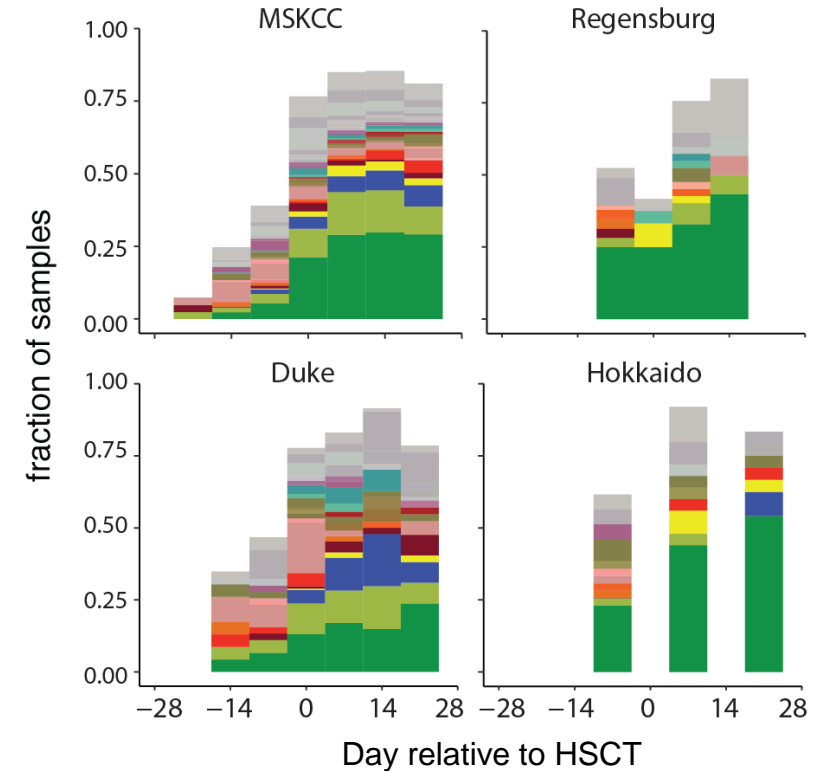 MSKCC
Regensburg
1.00
0.75
0.50
0.25
0.00
Duke
Hokkaido
1.00
0.75
0.50
0.25
0.00
fraction of samples
−28 −14 0 14 28
−28 −14 0 14 28
Day relative to HSCT